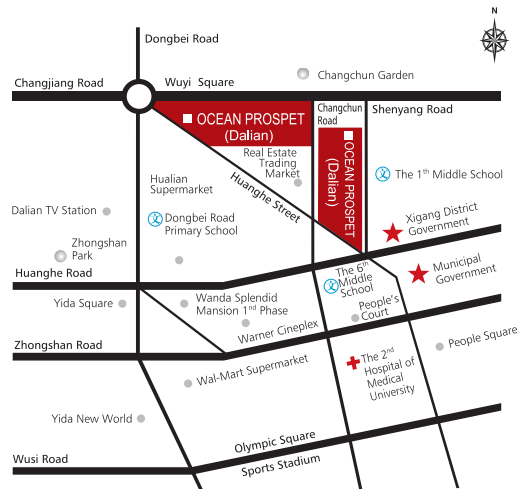 N
Dongbei Road
Changjiang Road
Wuyi Square
Changchun Garden
OCEAN PROSPET
(Dalian)
Changchun
Road
Shenyang Road
OCEAN PROSPET
(Dalian)
Real Estate
Trading
Market
Huanghe Street
Hualian
Supermarket
文 The 1th Middle School
Dalian TV Station
文 Dongbei Road
Primary School
Xigang District
Government
Zhongshan
Park
Huanghe Road
The 6th
文 Middle
School
Municipal
Government
Yida Square
Wanda Splendid
Mansion 1nd Phase
People's
Court
Warner Cineplex
Zhongshan Road
People Square
Wal-Mart Supermarket
The 2nd
Hospital of
Medical
University
Yida New World
Olympic Square
Sports Stadium
Wusi Road